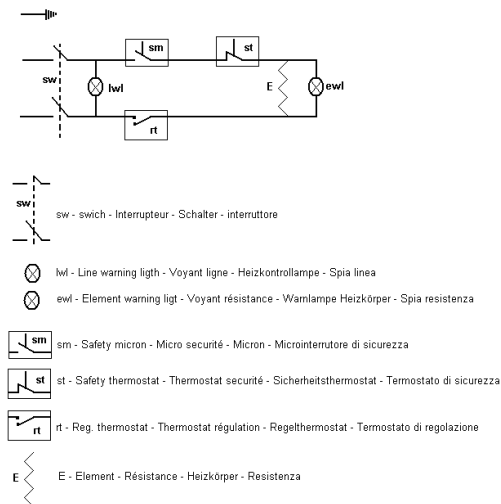 sm
st
sw
lwl
E
ewl
rt
sw
sw - swich - Interrupteur - Schalter - interruttore
lwl - Line warning ligth - Voyant ligne - Heizkontrollampe - Spia linea
ewl - Element warning ligt - Voyant résistance - Warnlampe Heizkörper - Spia resistenza
sm
sm - Safety micron - Micro securité - Micron - Microinterrutore di sicurezza
st
st - Safety thermostat - Thermostat securité - Sicherheitsthermostat - Termostato di sicurezza
rt
rt - Reg. thermostat - Thermostat régulation - Regelthermostat - Termostato di regolazione
E
E - Element - Résistance - Heizkörper - Resistenza